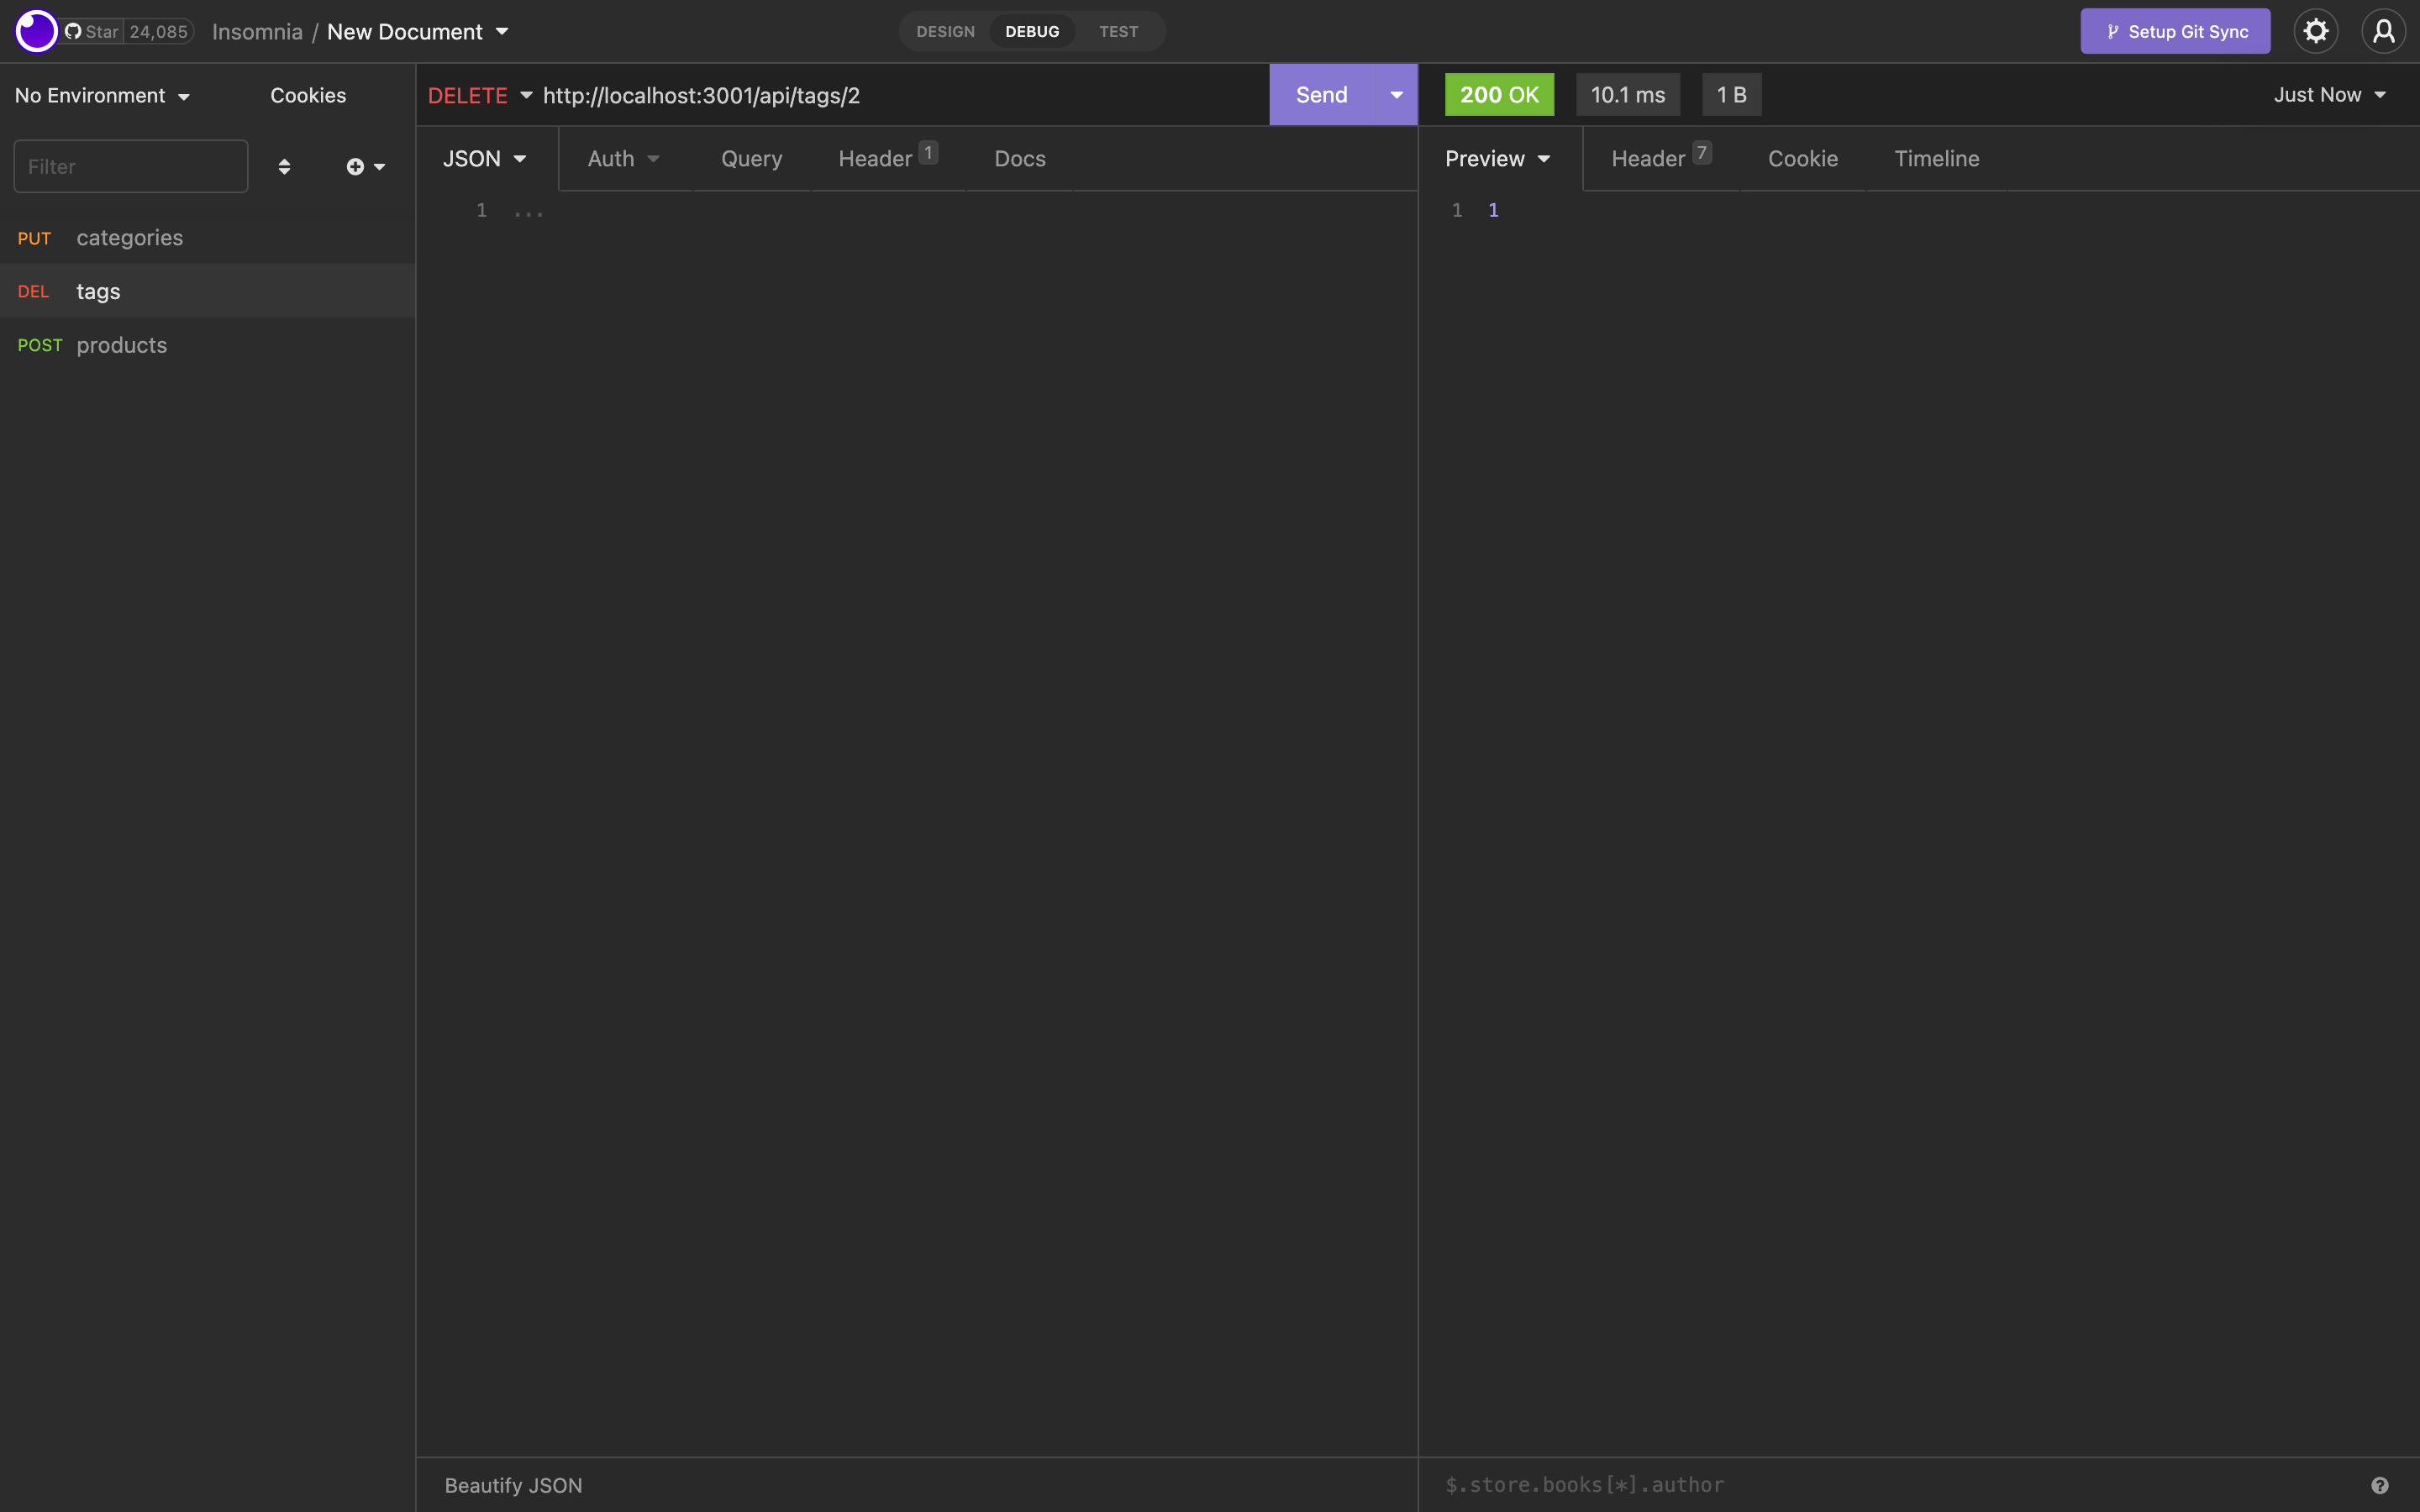 Star 24,085 Insomnia / New Document DESIGN DEBUG TEST Setup Git Sync
No Environment Cookies DELETE http://localhost:3001/api/tags/2 Send 200 OK 10.1 ms 1 B Just Now
Filter JSON Auth Query Header 1 Docs Preview Header 7 Cookie Timeline
1 ... 1 1
PUT categories
DEL tags
POST products
Beautify JSON $.store.books[*].author ?